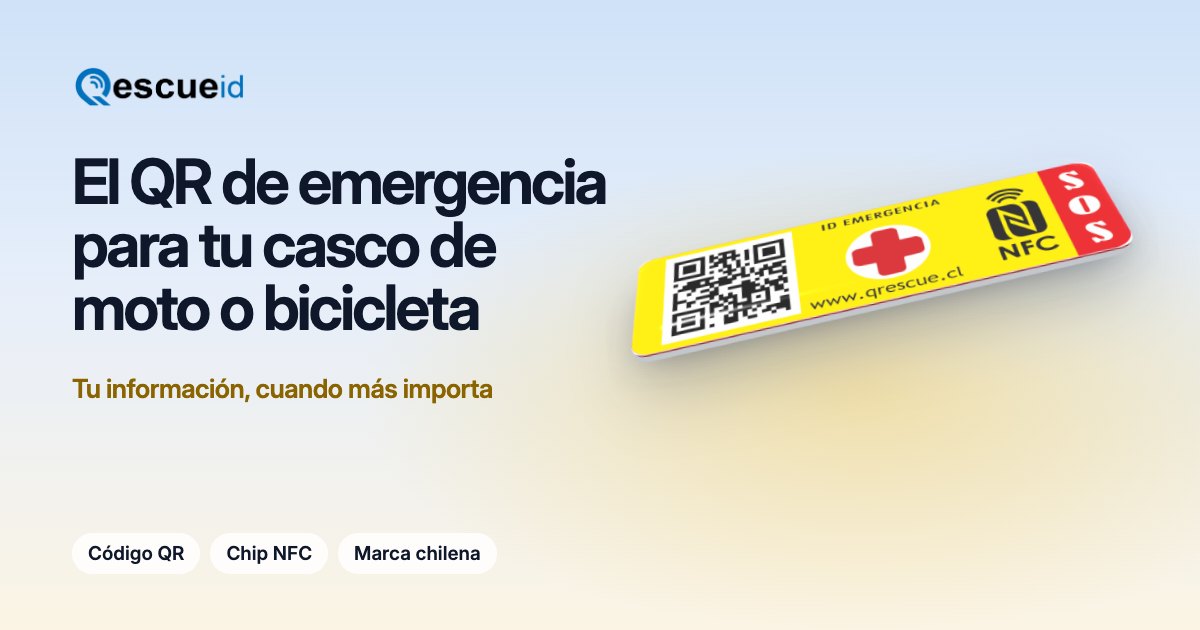 Qescueid
El QR de emergencia
para tu casco de
moto o bicicleta
Tu información, cuando más importa
ID EMERGENCIA
www.qrescue.cl
NFC
SOS
Código QR
Chip NFC
Marca chilena